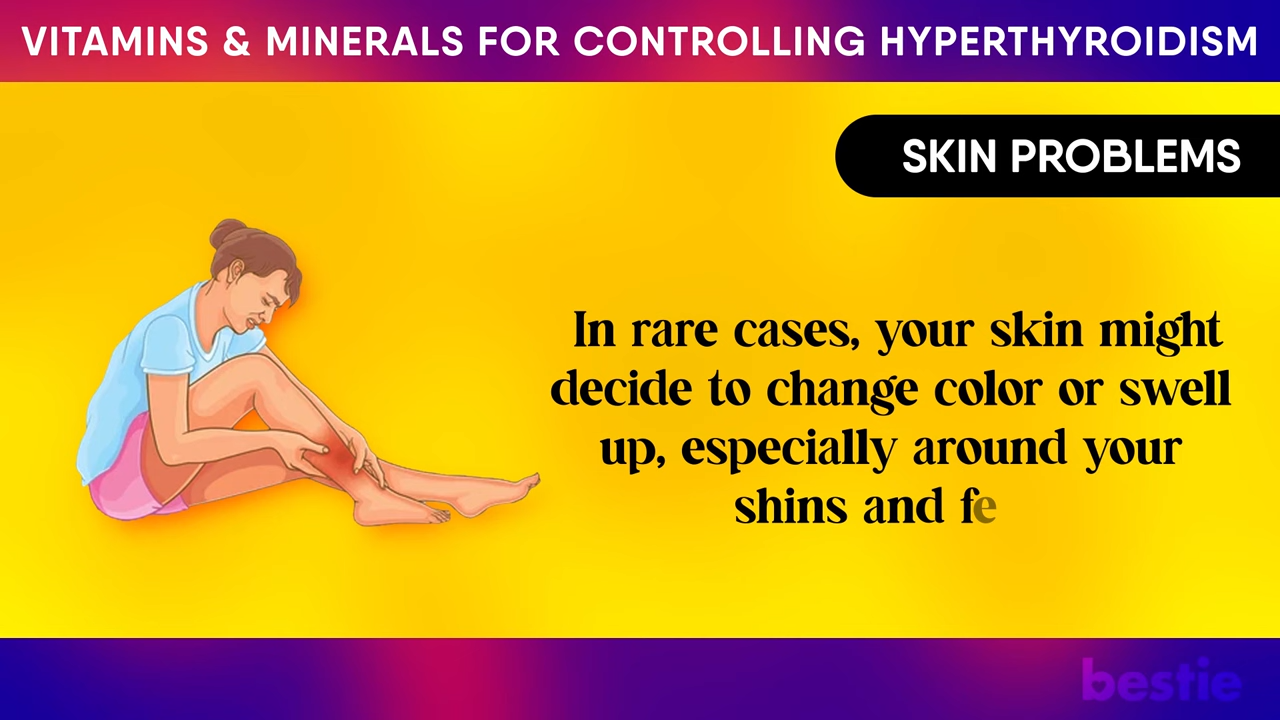 VITAMINS & MINERALS FOR CONTROLLING HYPERTHYROIDISM
SKIN PROBLEMS
In rare cases, your skin might
decide to change color or swell
up, especially around your
shins and fe
bestie